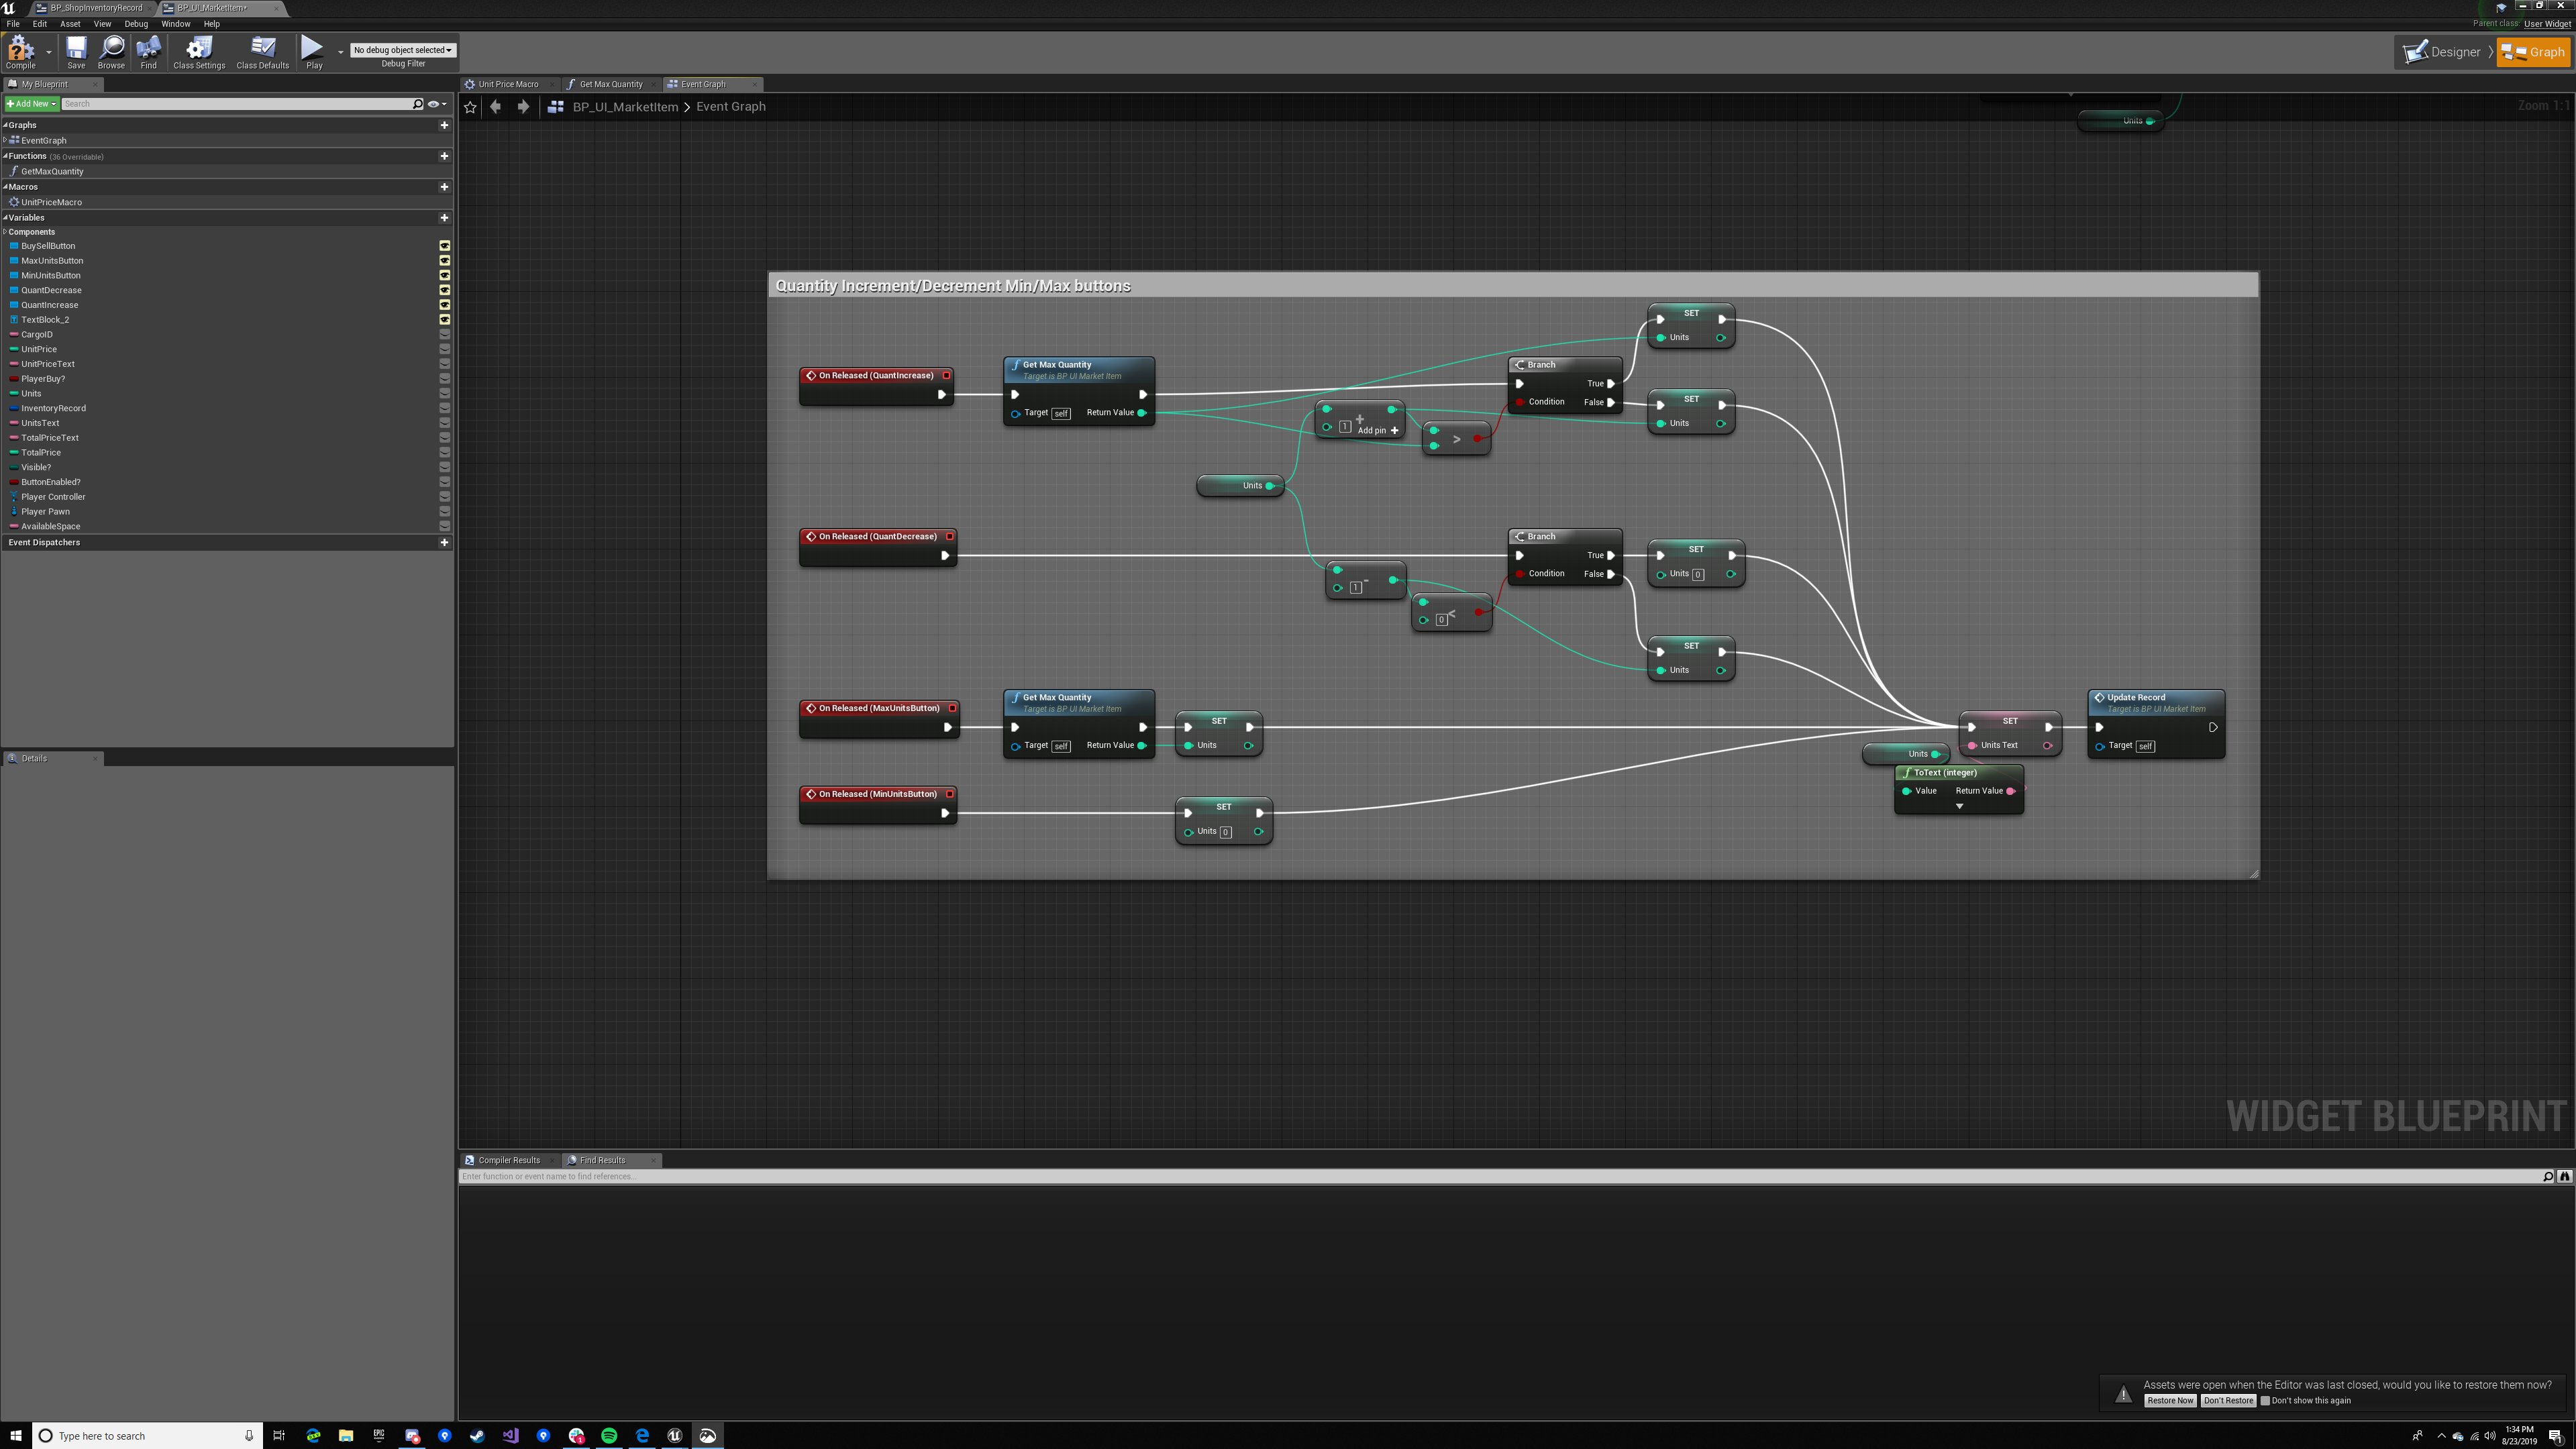 BP_ShopInventoryRecord
BP_UI_MarketItem*
File Edit Asset View Debug Window Help
Parent class: User Widget
Compile
Save
Browse
Find
Class Settings
Class Defaults
Play
No debug object selected
Debug Filter
Designer
Graph
My Blueprint
Add New
Search
Graphs
EventGraph
Functions (36 Overridable)
GetMaxQuantity
Macros
UnitPriceMacro
Variables
Components
BuySellButton
MaxUnitsButton
MinUnitsButton
QuantDecrease
QuantIncrease
TextBlock_2
CargoID
UnitPrice
UnitPriceText
PlayerBuy?
Units
InventoryRecord
UnitsText
TotalPriceText
TotalPrice
Visible?
ButtonEnabled?
Player Controller
Player Pawn
AvailableSpace
Event Dispatchers
Details
Unit Price Macro
Get Max Quantity
Event Graph
BP_UI_MarketItem > Event Graph
Zoom 1:1
Units
Quantity Increment/Decrement Min/Max buttons
On Released (QuantIncrease)
Get Max Quantity
Target is BP UI Market Item
Target self Return Value
1 +
Add pin +
>
Branch
True
Condition False
SET
Units
SET
Units
Units
On Released (QuantDecrease)
1 -
0 <
Branch
True
Condition False
SET
Units 0
SET
Units
On Released (MaxUnitsButton)
Get Max Quantity
Target is BP UI Market Item
Target self Return Value
SET
Units
On Released (MinUnitsButton)
SET
Units 0
SET
Units Text
Units
ToText (integer)
Value Return Value
Update Record
Target is BP UI Market Item
Target self
WIDGET BLUEPRINT
Compiler Results
Find Results
Enter function or event name to find references...
Assets were open when the Editor was last closed, would you like to restore them now?
Restore Now Don't Restore Don't show this again
Type here to search
EPIC
1:34 PM
8/23/2019